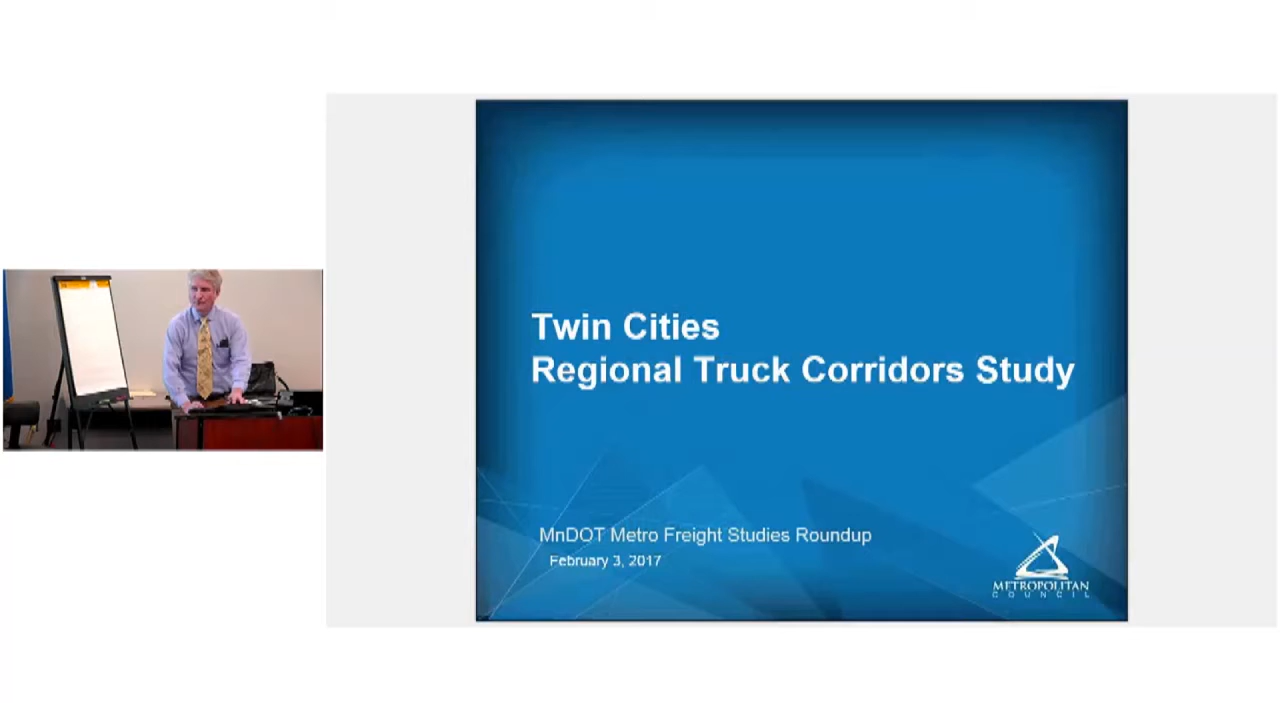 Twin Cities
Regional Truck Corridors Study
MnDOT Metro Freight Studies Roundup
February 3, 2017
METROPOLITAN
COUNCIL